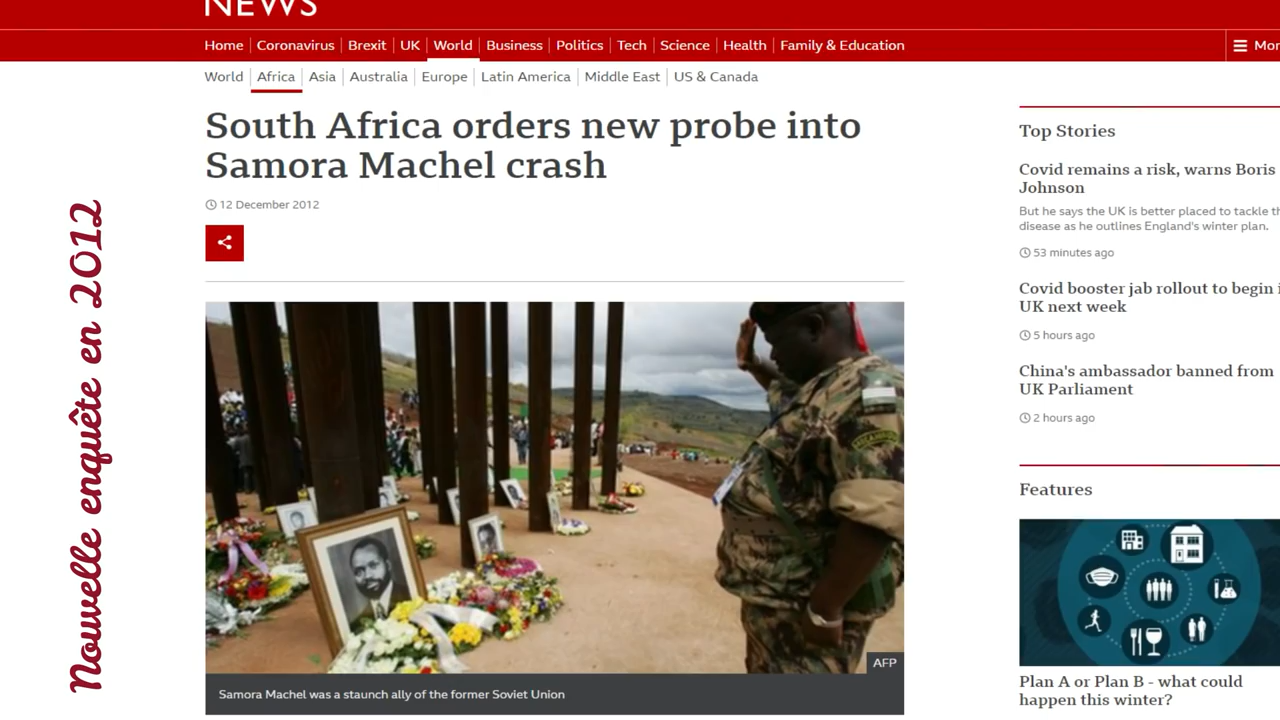 NEWS
Home
Coronavirus
Brexit
UK
World
Business
Politics
Tech
Science
Health
Family & Education
Mor
World
Africa
Asia
Australia
Europe
Latin America
Middle East
US & Canada
South Africa orders new probe into
Samora Machel crash
12 December 2012
Nouvelle enquête en 2012
AFP
Samora Machel was a staunch ally of the former Soviet Union
Top Stories
Covid remains a risk, warns Boris
Johnson
But he says the UK is better placed to tackle th
disease as he outlines England's winter plan.
53 minutes ago
Covid booster jab rollout to begin i
UK next week
5 hours ago
China's ambassador banned from
UK Parliament
2 hours ago
Features
Plan A or Plan B - what could
happen this winter?